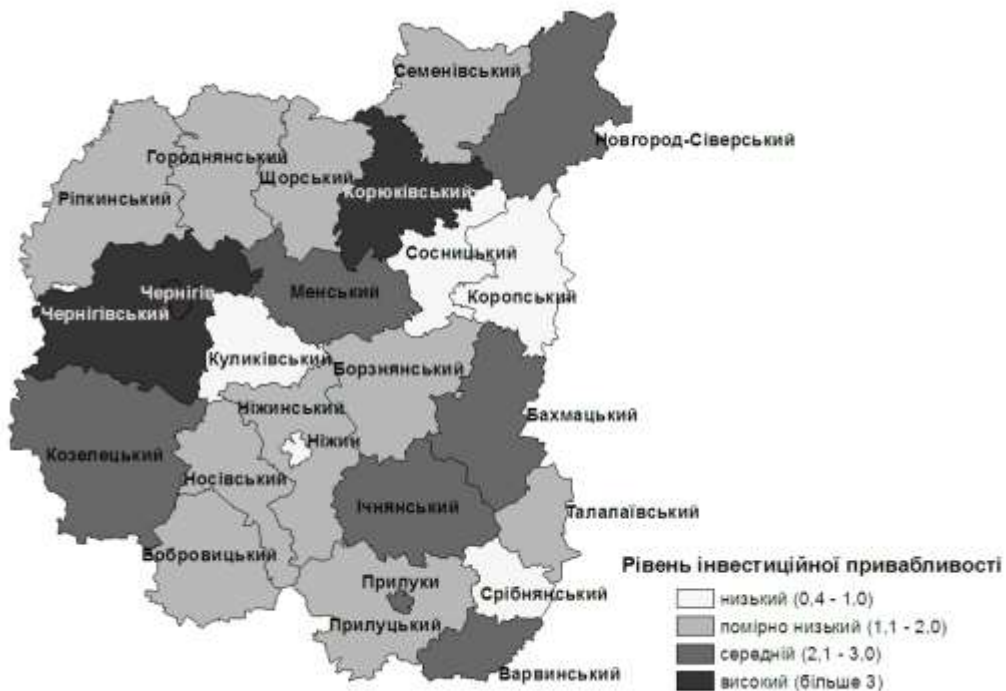 Семенівський
Новгород-Сіверський
Городнянський
Щорський
Корюківський
Ріпкинський
Сосницький
Чернігів
Менський
Коропський
Чернігівський
Куликівський
Борзнянський
Ніжинський
Бахмацький
Ніжин
Козелецький
Носівський
Ічнянський
Талалаївський
Бобровицький
Прилуки
Срібнянський
Прилуцький
Варвинський
Рівень інвестиційної привабливості
низький (0,4 - 1,0)
помірно низький (1,1 - 2,0)
середній (2,1 - 3,0)
високий (більше 3)